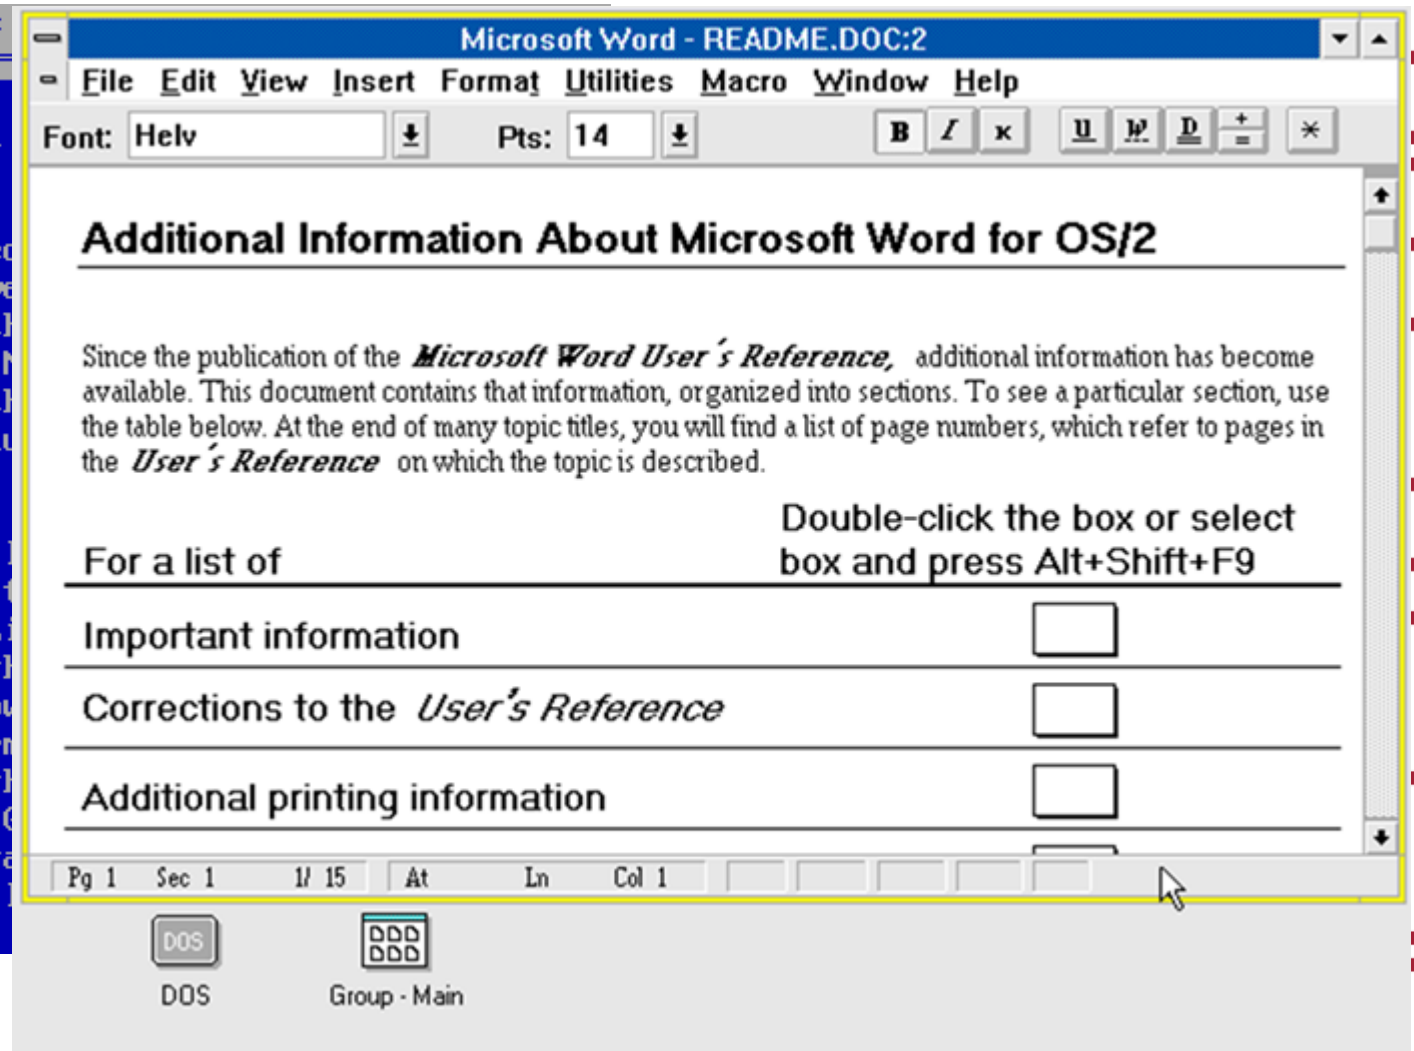 Microsoft Word - README.DOC:2
File Edit View Insert Format Utilities Macro Window Help
Font: Helv Pts: 14 B I K U W D + = *
Additional Information About Microsoft Word for OS/2
Since the publication of the Microsoft Word User's Reference, additional information has become
available. This document contains that information, organized into sections. To see a particular section, use
the table below. At the end of many topic titles, you will find a list of page numbers, which refer to pages in
the User's Reference on which the topic is described.
Double-click the box or select
For a list of box and press Alt+Shift+F9
Important information
Corrections to the User's Reference
Additional printing information
Pg 1 Sec 1 1/ 15 At Ln Col 1
DOS
DOS Group - Main